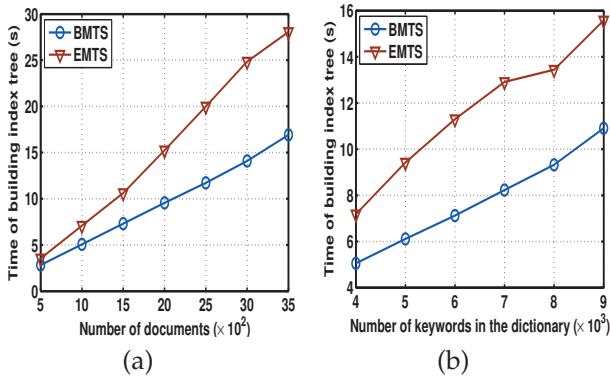 Time of building index tree (s)
30
25
20
15
10
5
0
BMTS
EMTS
5 10 15 20 25 30 35
Number of documents (× 10²)
(a)
Time of building index tree (s)
16
14
12
10
8
6
4
BMTS
EMTS
4 5 6 7 8 9
Number of keywords in the dictionary (× 10³)
(b)